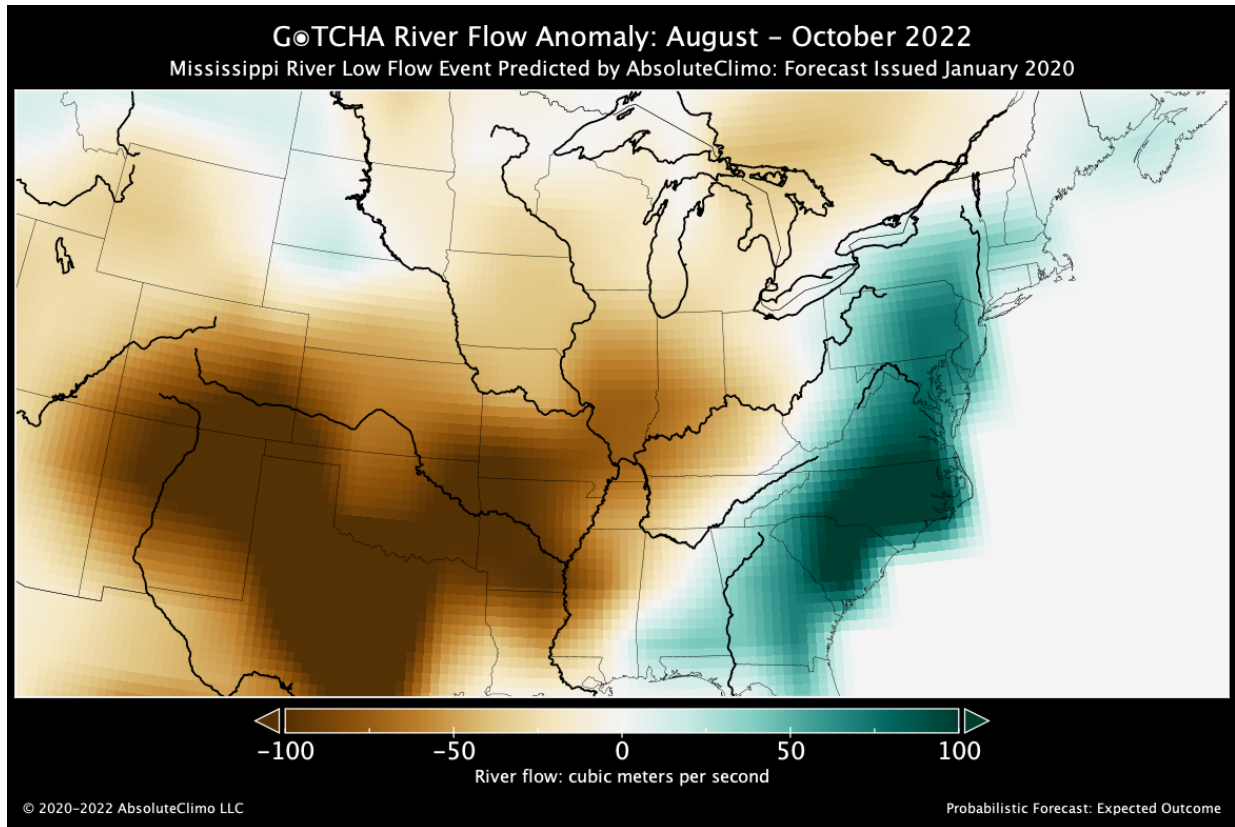 G◉TCHA River Flow Anomaly: August – October 2022
Mississippi River Low Flow Event Predicted by AbsoluteClimo: Forecast Issued January 2020
−100 −50 0 50 100
River flow: cubic meters per second
© 2020–2022 AbsoluteClimo LLC
Probabilistic Forecast: Expected Outcome